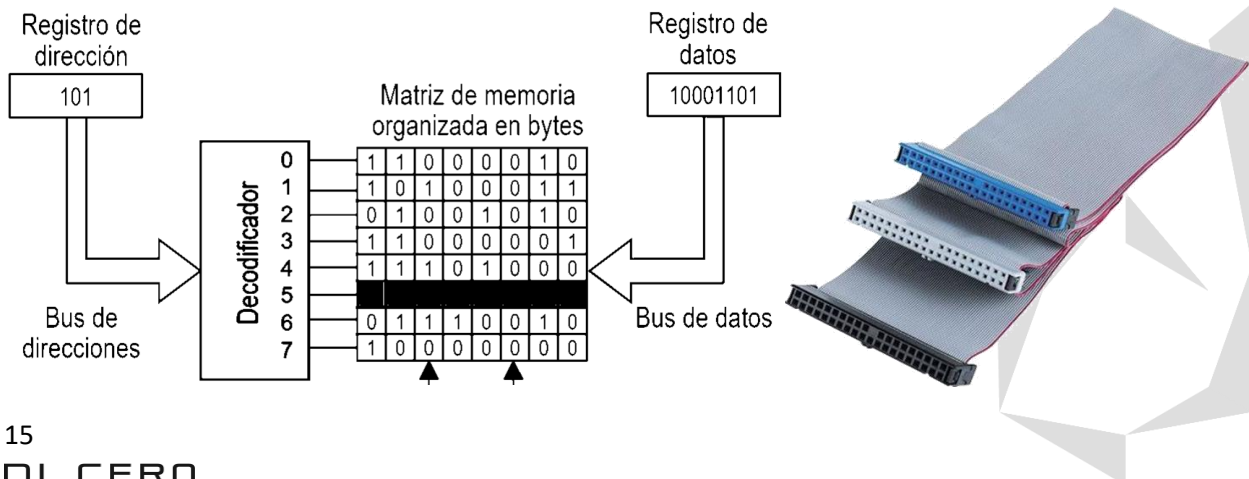 Registro de
dirección
101
Registro de
datos
10001101
Matriz de memoria
organizada en bytes
Decodificador
0 1 1 0 0 0 0 1 0
1 1 0 1 0 0 0 1 1
2 0 1 0 0 1 0 1 0
3 1 1 0 0 0 0 0 1
4 1 1 1 0 1 0 0 0
5
6 0 1 1 1 0 0 1 0
7 1 0 0 0 0 0 0 0
Bus de
direcciones
Bus de datos
15